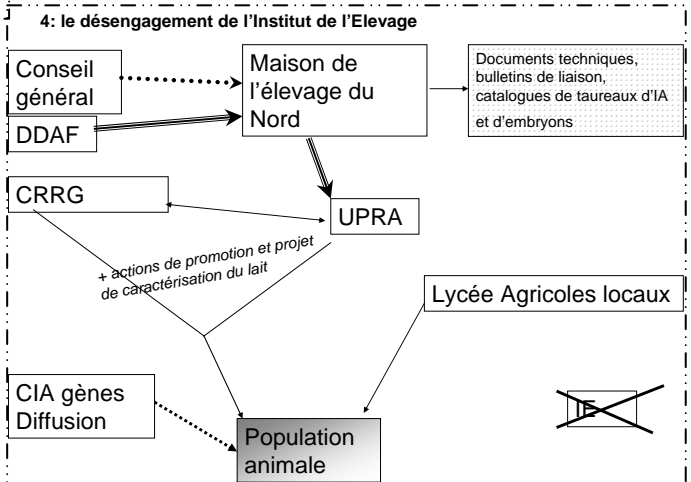 4: le désengagement de l'Institut de l'Elevage
Conseil
général
DDAF
Maison de
l'élevage du
Nord
Documents techniques,
bulletins de liaison,
catalogues de taureaux d'IA
et d'embryons
CRRG
UPRA
+ actions de promotion et projet
de caractérisation du lait
Lycée Agricoles locaux
CIA gènes
Diffusion
Population
animale
IE